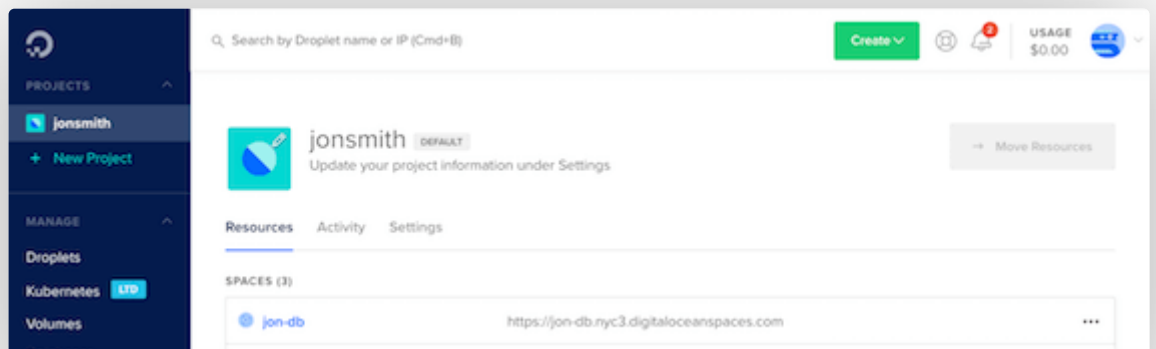 Search by Droplet name or IP (Cmd+B)
Create
2
USAGE
$0.00
PROJECTS
jonsmith
+ New Project
MANAGE
Droplets
Kubernetes LTD
Volumes
jonsmith DEFAULT
Update your project information under Settings
→ Move Resources
Resources Activity Settings
SPACES (3)
jon-db https://jon-db.nyc3.digitaloceanspaces.com ...